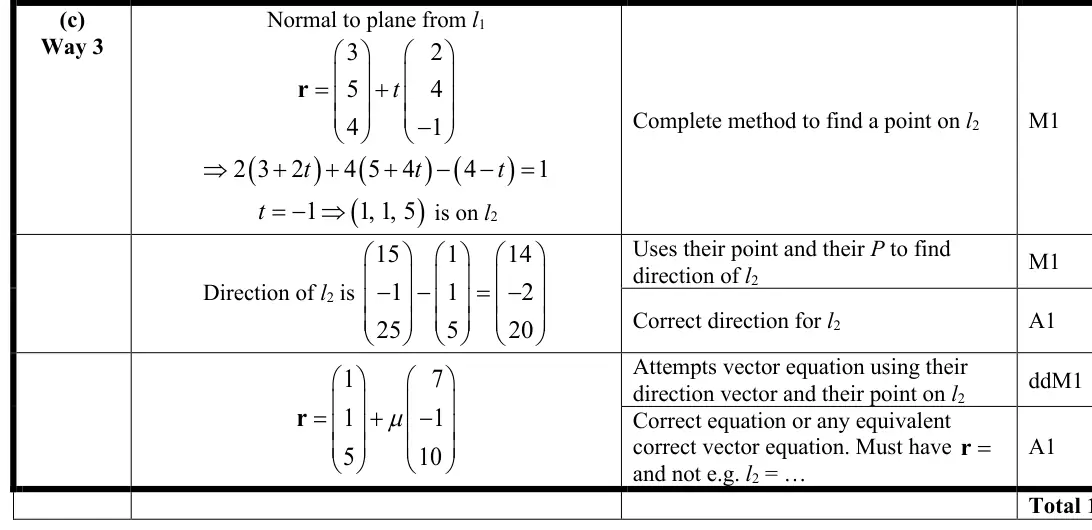 (c)
Way 3
Normal to plane from l₁
r = (3, 5, 4) + t (2, 4, −1)
⇒ 2(3 + 2t) + 4(5 + 4t) − (4 − t) = 1
t = −1 ⇒ (1, 1, 5) is on l₂
Complete method to find a point on l₂
M1
Direction of l₂ is (15, −1, 25) − (1, 1, 5) = (14, −2, 20)
Uses their point and their P to find
direction of l₂
M1
Correct direction for l₂
A1
r = (1, 1, 5) + μ (7, −1, 10)
Attempts vector equation using their
direction vector and their point on l₂
ddM1
Correct equation or any equivalent
correct vector equation. Must have r =
and not e.g. l₂ = …
A1
Total 1